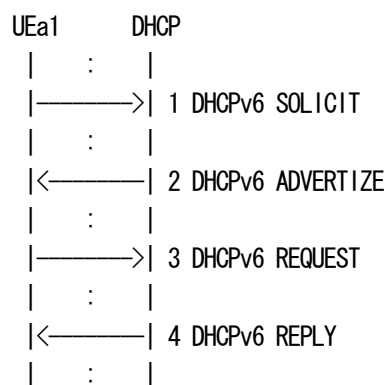 UEa1 DHCP
| : |
|-------->| 1 DHCPv6 SOLICIT
| : |
|<--------| 2 DHCPv6 ADVERTIZE
| : |
|-------->| 3 DHCPv6 REQUEST
| : |
|<--------| 4 DHCPv6 REPLY
| : |